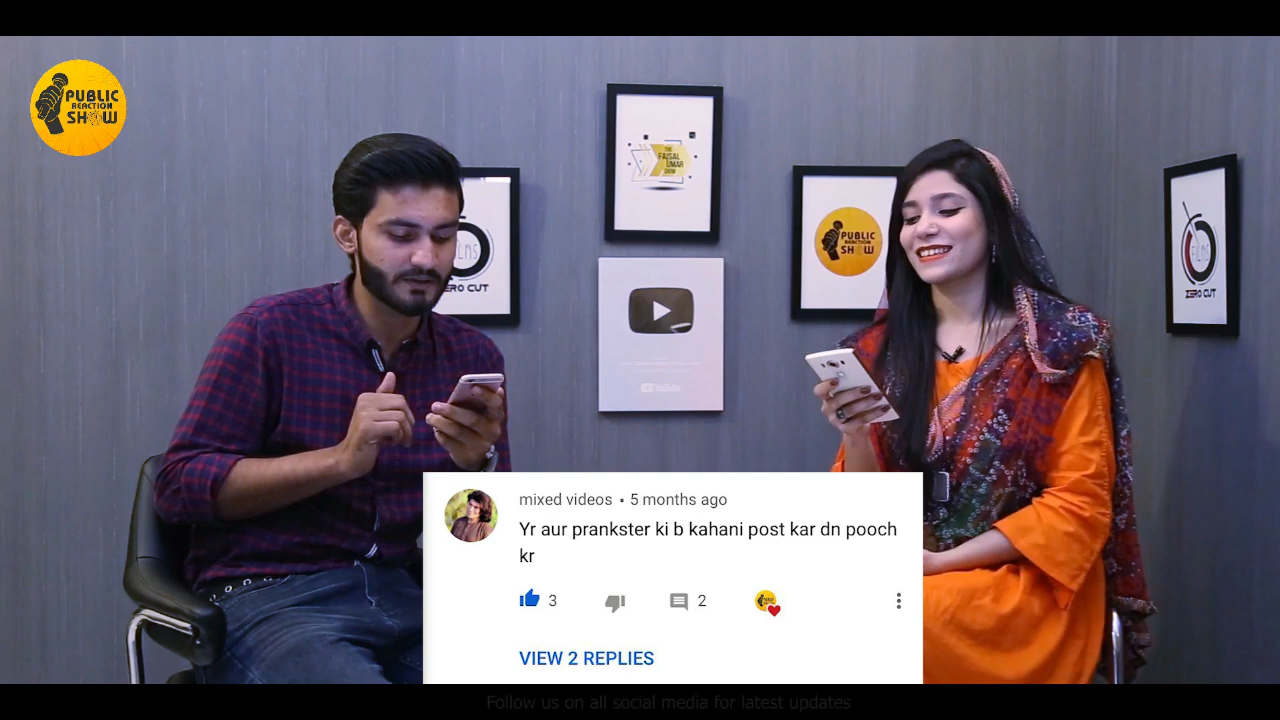 PUBLIC
REACTION
SHOW
THE
FAISAL
UMAR
SHOW
PUBLIC
REACTION
SHOW
FILMS
ZERO CUT
ZERO CUT
YouTube
mixed videos • 5 months ago
Yr aur prankster ki b kahani post kar dn pooch
kr
3
2
VIEW 2 REPLIES
Follow us on all social media for latest updates